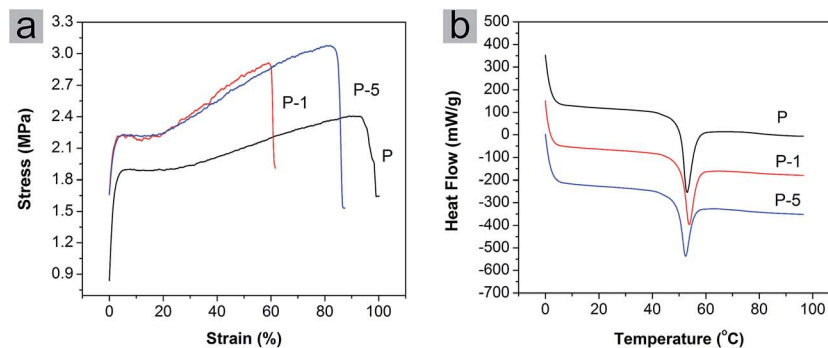 a
3.3
3.0
2.7
2.4
2.1
1.8
1.5
1.2
0.9
Stress (MPa)
P-1
P-5
P
0 20 40 60 80 100
Strain (%)
b
500
400
300
200
100
0
-100
-200
-300
-400
-500
-600
-700
Heat Flow (mW/g)
P
P-1
P-5
0 20 40 60 80 100
Temperature (°C)